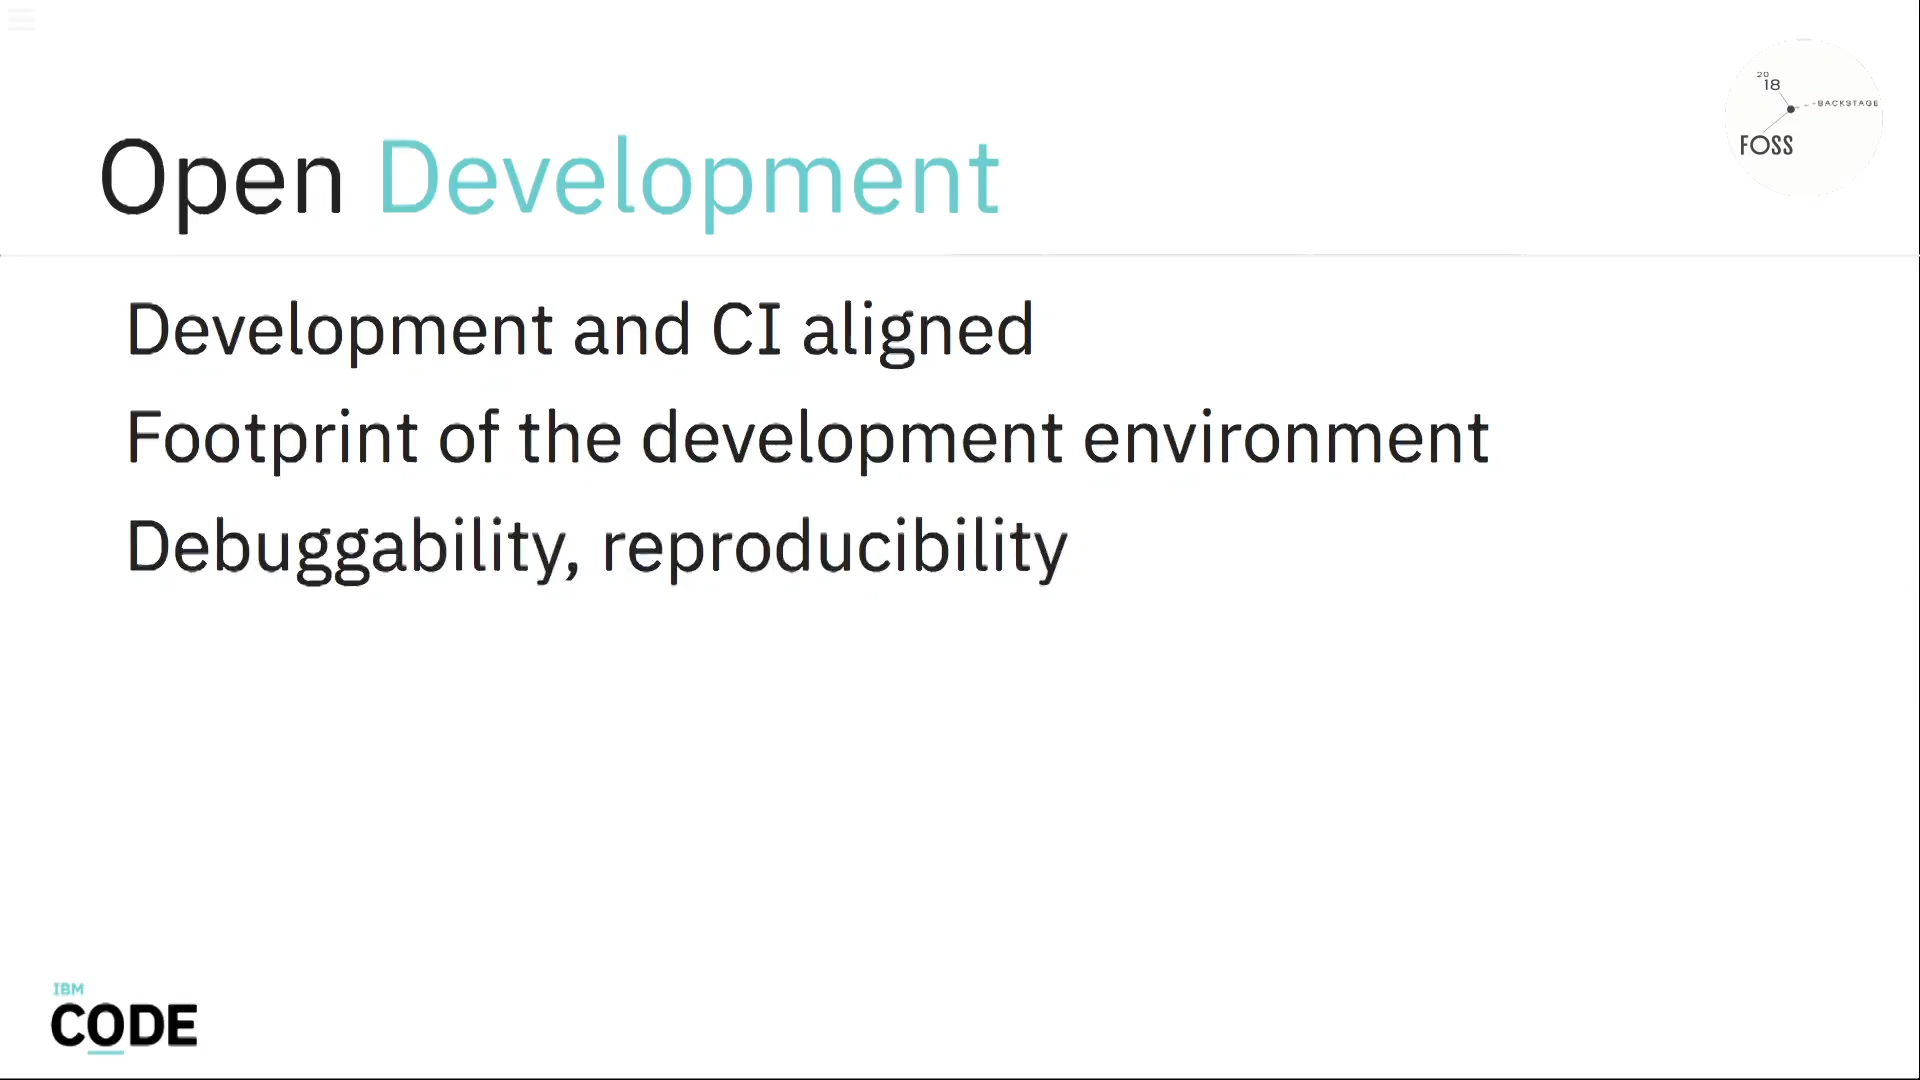 20
18
BACKSTAGE
FOSS
Open Development
Development and CI aligned
Footprint of the development environment
Debuggability, reproducibility
IBM
CODE